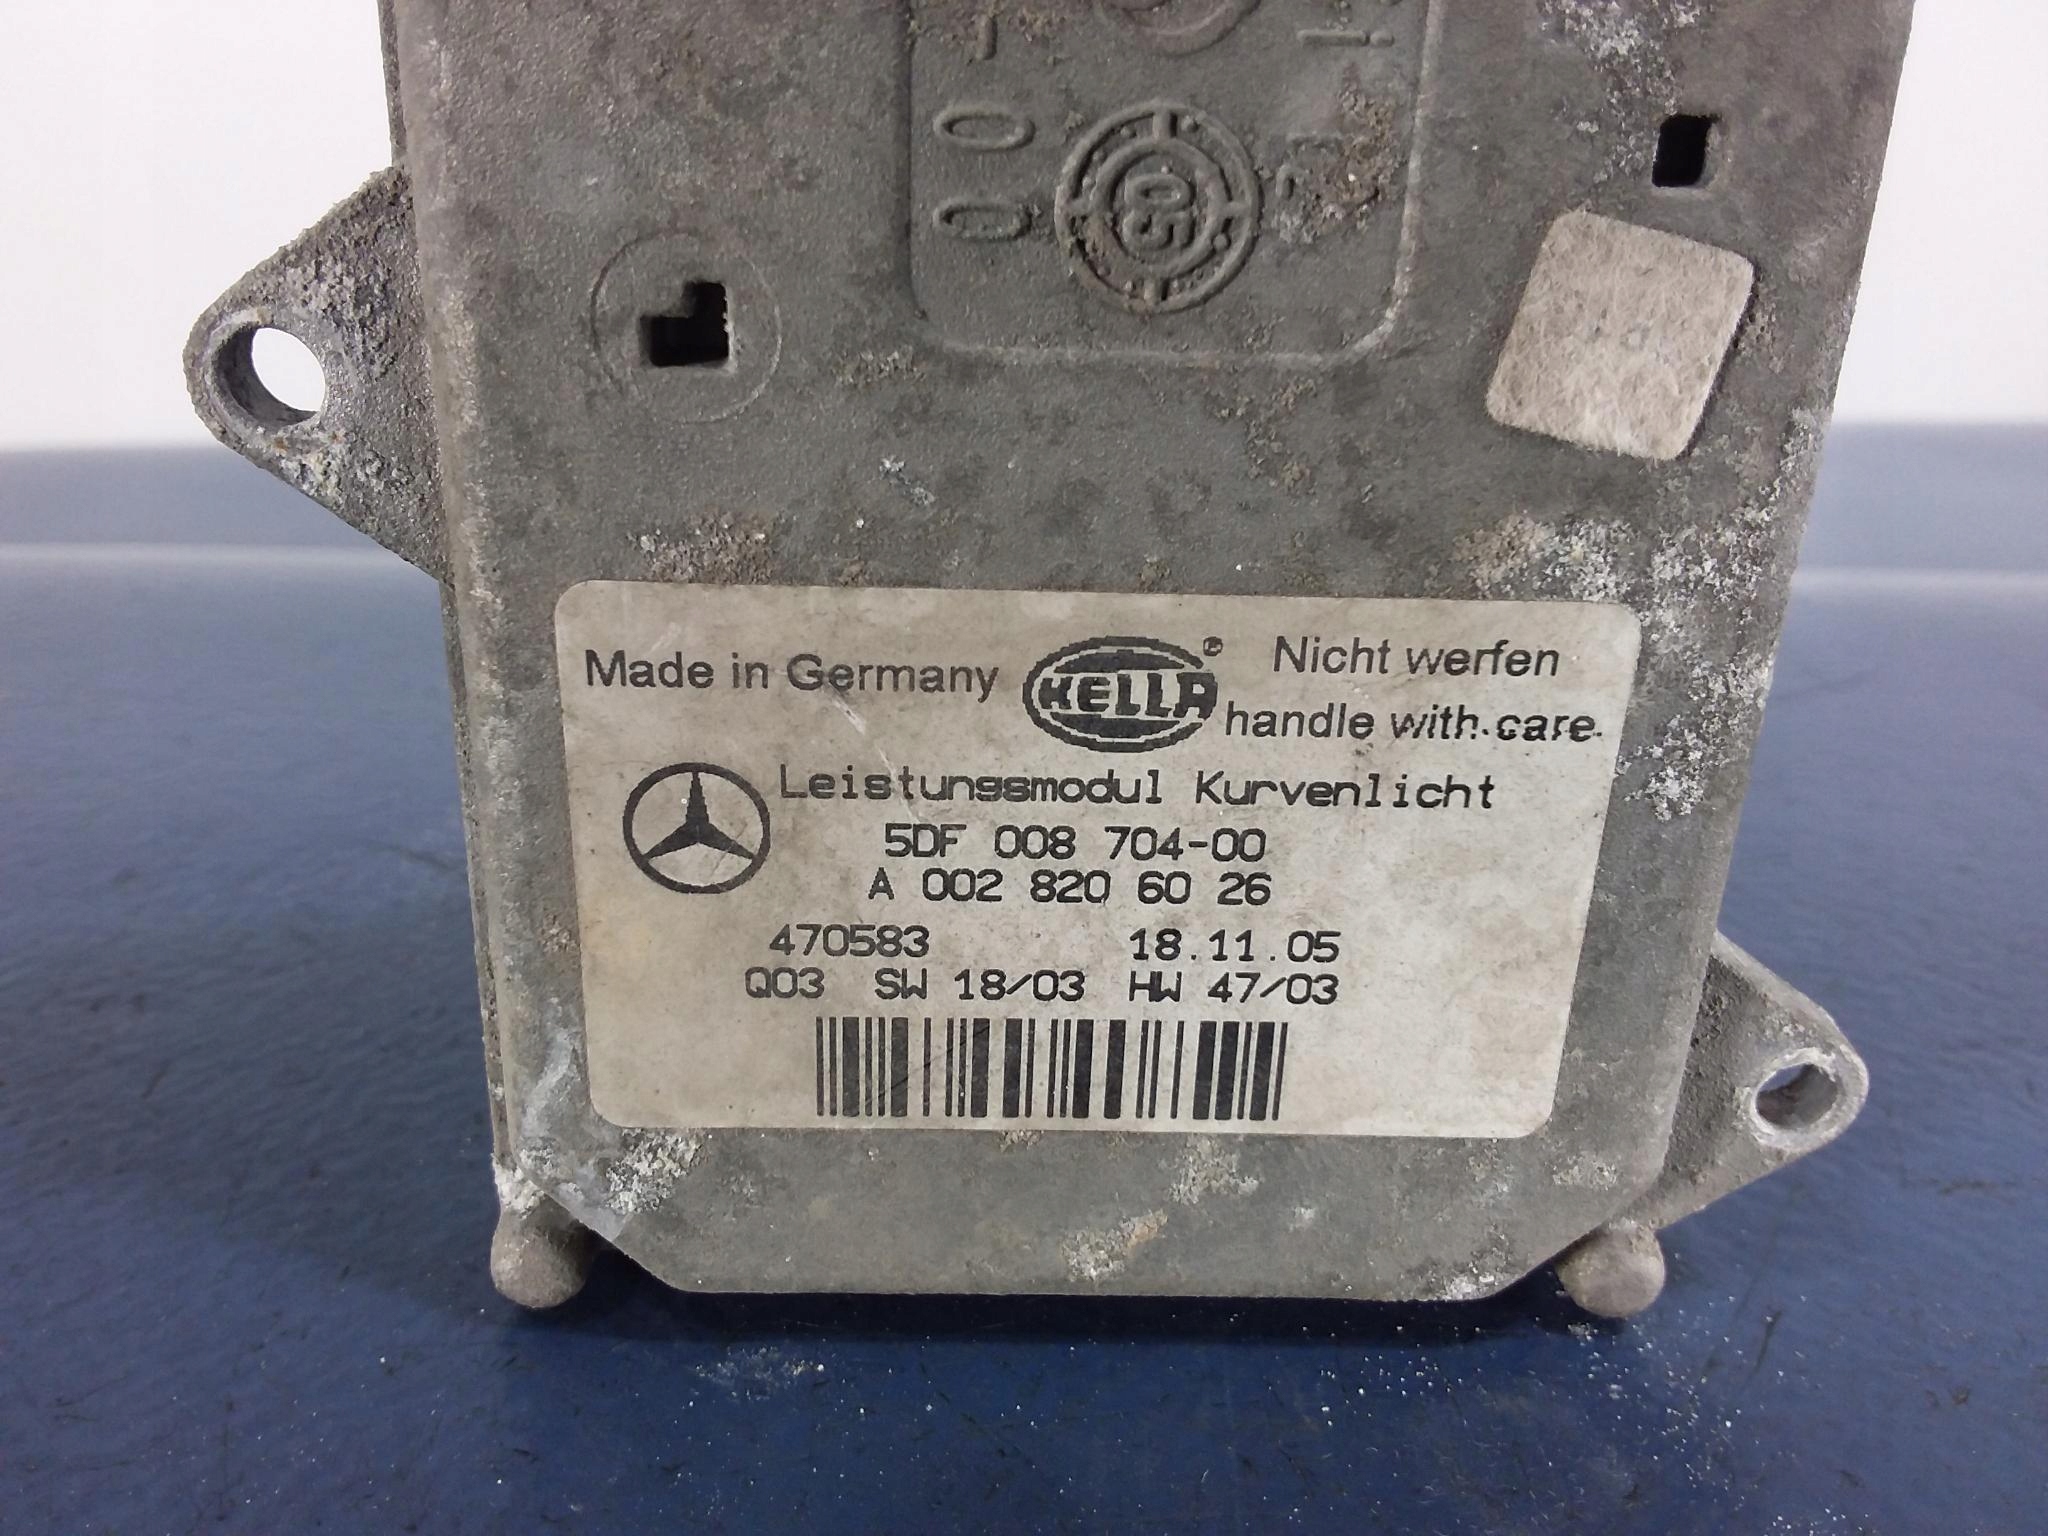 05
Made in Germany
HELLA ®
Nicht werfen
handle with care
Leistungsmodul Kurvenlicht
5DF 008 704-00
A 002 820 60 26
470583 18.11.05
Q03 SW 18/03 HW 47/03